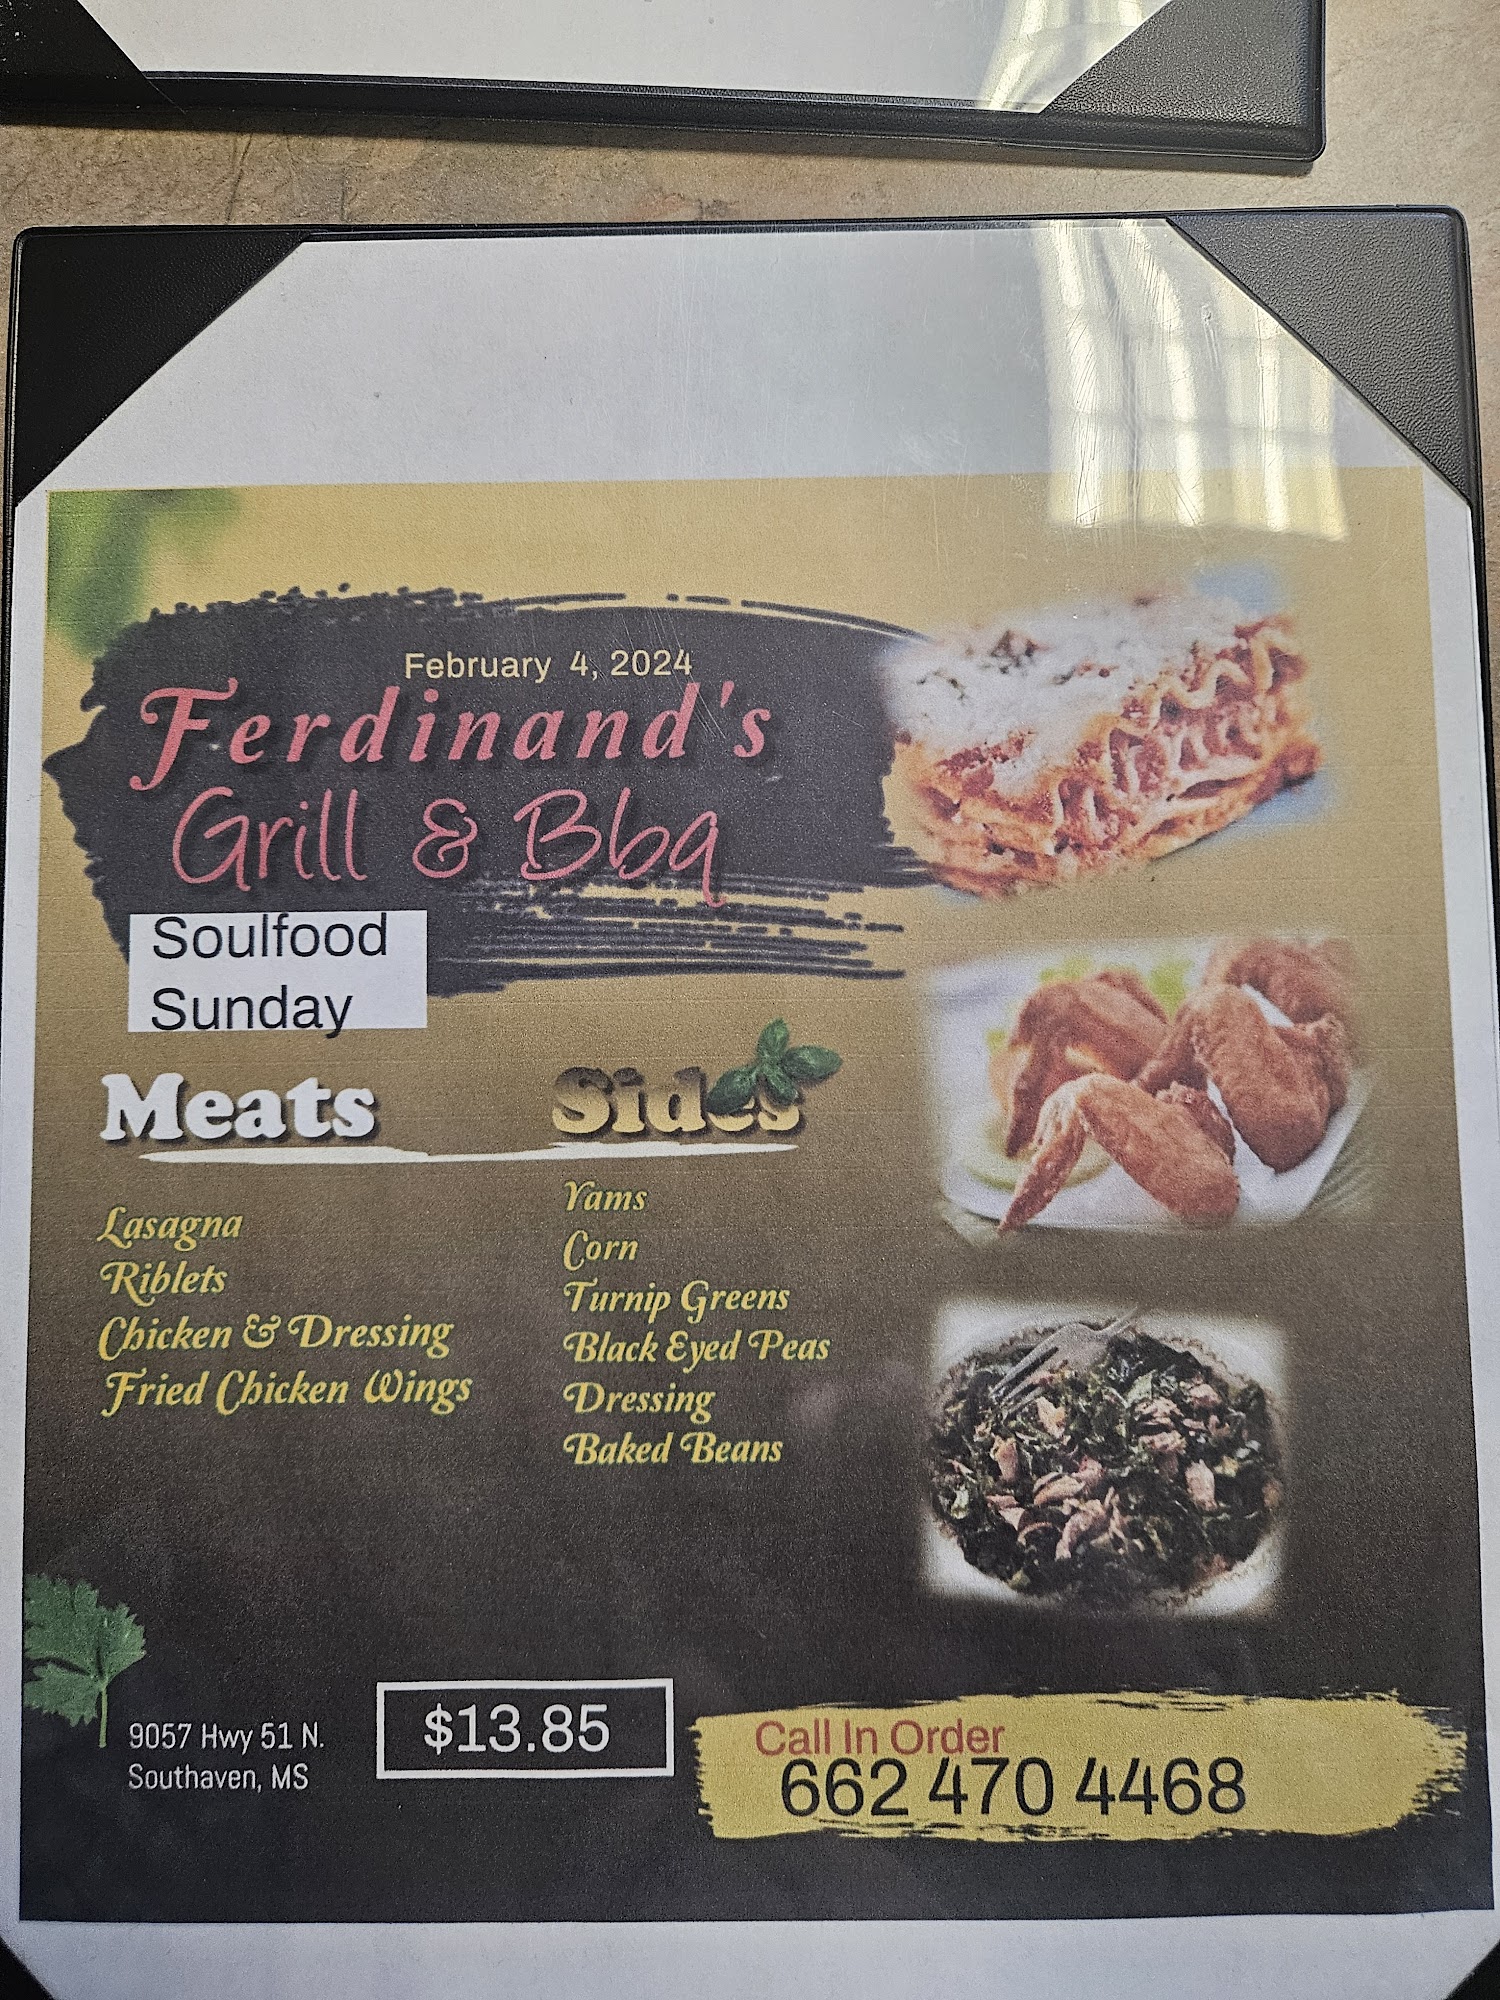 February 4, 2024
Ferdinand's
Grill & Bbq
Soulfood
Sunday
Meats
Lasagna
Riblets
Chicken & Dressing
Fried Chicken Wings
Sides
Yams
Corn
Turnip Greens
Black Eyed Peas
Dressing
Baked Beans
9057 Hwy 51 N.
Southaven, MS
$13.85
Call In Order
662 470 4468